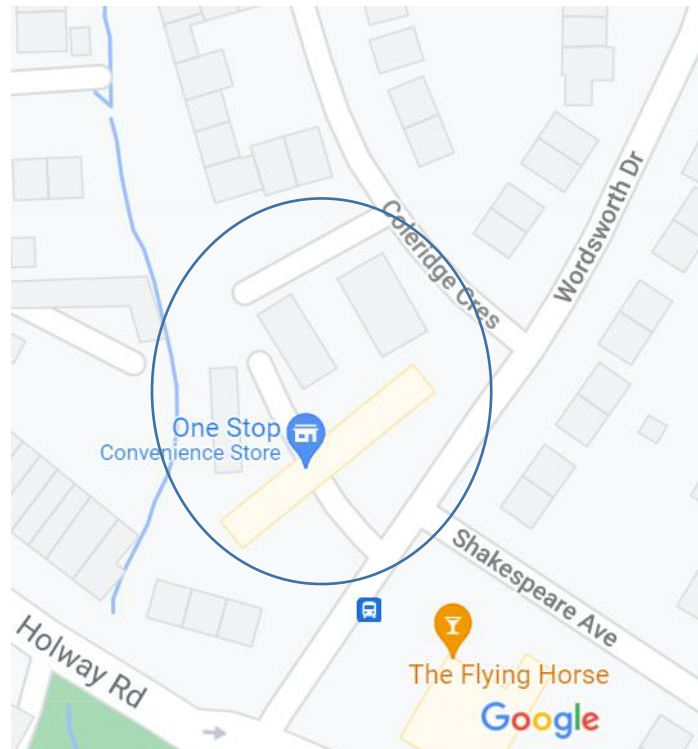 Coleridge Cres
Wordsworth Dr
One Stop
Convenience Store
Shakespeare Ave
Holway Rd
The Flying Horse
Google